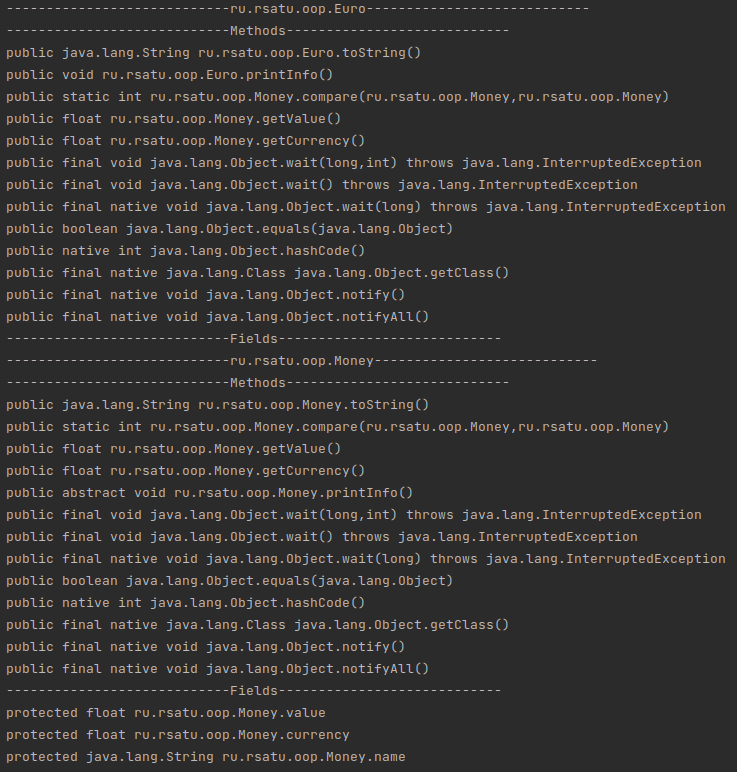 ----------------------------ru.rsatu.oop.Euro----------------------------
----------------------------Methods----------------------------
public java.lang.String ru.rsatu.oop.Euro.toString()
public void ru.rsatu.oop.Euro.printInfo()
public static int ru.rsatu.oop.Money.compare(ru.rsatu.oop.Money,ru.rsatu.oop.Money)
public float ru.rsatu.oop.Money.getValue()
public float ru.rsatu.oop.Money.getCurrency()
public final void java.lang.Object.wait(long,int) throws java.lang.InterruptedException
public final void java.lang.Object.wait() throws java.lang.InterruptedException
public final native void java.lang.Object.wait(long) throws java.lang.InterruptedException
public boolean java.lang.Object.equals(java.lang.Object)
public native int java.lang.Object.hashCode()
public final native java.lang.Class java.lang.Object.getClass()
public final native void java.lang.Object.notify()
public final native void java.lang.Object.notifyAll()
----------------------------Fields----------------------------
----------------------------ru.rsatu.oop.Money----------------------------
----------------------------Methods----------------------------
public java.lang.String ru.rsatu.oop.Money.toString()
public static int ru.rsatu.oop.Money.compare(ru.rsatu.oop.Money,ru.rsatu.oop.Money)
public float ru.rsatu.oop.Money.getValue()
public float ru.rsatu.oop.Money.getCurrency()
public abstract void ru.rsatu.oop.Money.printInfo()
public final void java.lang.Object.wait(long,int) throws java.lang.InterruptedException
public final void java.lang.Object.wait() throws java.lang.InterruptedException
public final native void java.lang.Object.wait(long) throws java.lang.InterruptedException
public boolean java.lang.Object.equals(java.lang.Object)
public native int java.lang.Object.hashCode()
public final native java.lang.Class java.lang.Object.getClass()
public final native void java.lang.Object.notify()
public final native void java.lang.Object.notifyAll()
----------------------------Fields----------------------------
protected float ru.rsatu.oop.Money.value
protected float ru.rsatu.oop.Money.currency
protected java.lang.String ru.rsatu.oop.Money.name